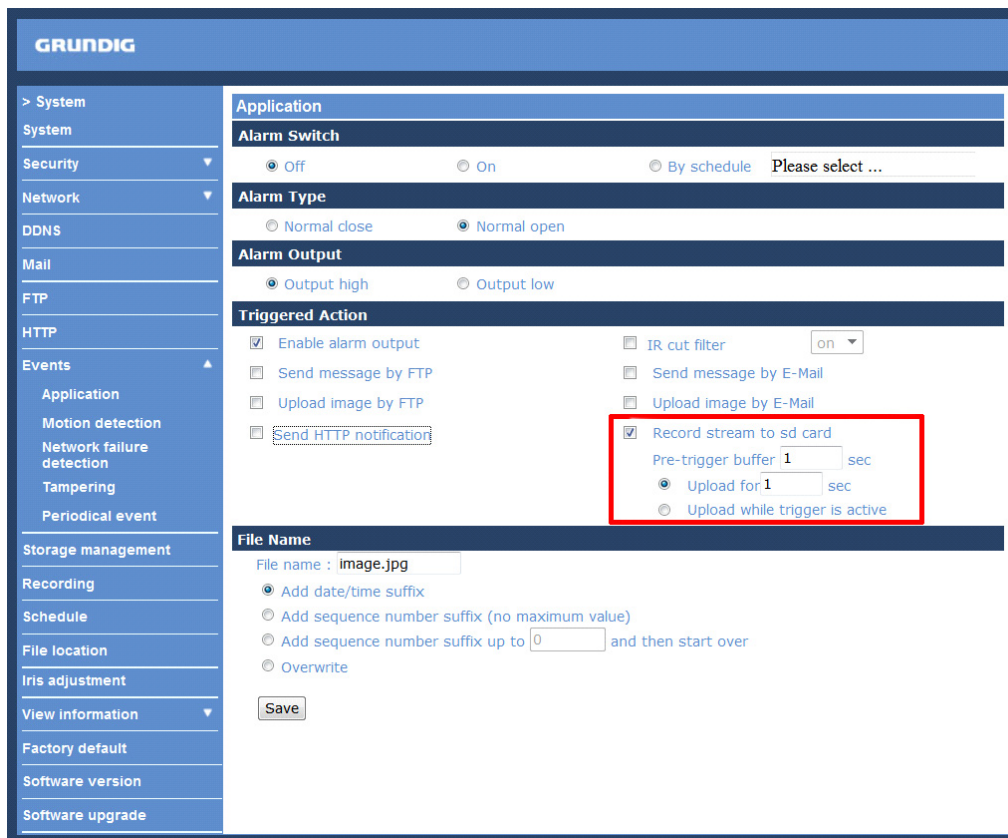 GRUNDIG
> System
System
Security
Network
DDNS
Mail
FTP
HTTP
Events
Application
Motion detection
Network failure
detection
Tampering
Periodical event
Storage management
Recording
Schedule
File location
Iris adjustment
View information
Factory default
Software version
Software upgrade
Application
Alarm Switch
Off On By schedule Please select ...
Alarm Type
Normal close Normal open
Alarm Output
Output high Output low
Triggered Action
Enable alarm output IR cut filter on
Send message by FTP Send message by E-Mail
Upload image by FTP Upload image by E-Mail
Send HTTP notification Record stream to sd card
Pre-trigger buffer 1 sec
Upload for 1 sec
Upload while trigger is active
File Name
File name : image.jpg
Add date/time suffix
Add sequence number suffix (no maximum value)
Add sequence number suffix up to 0 and then start over
Overwrite
Save